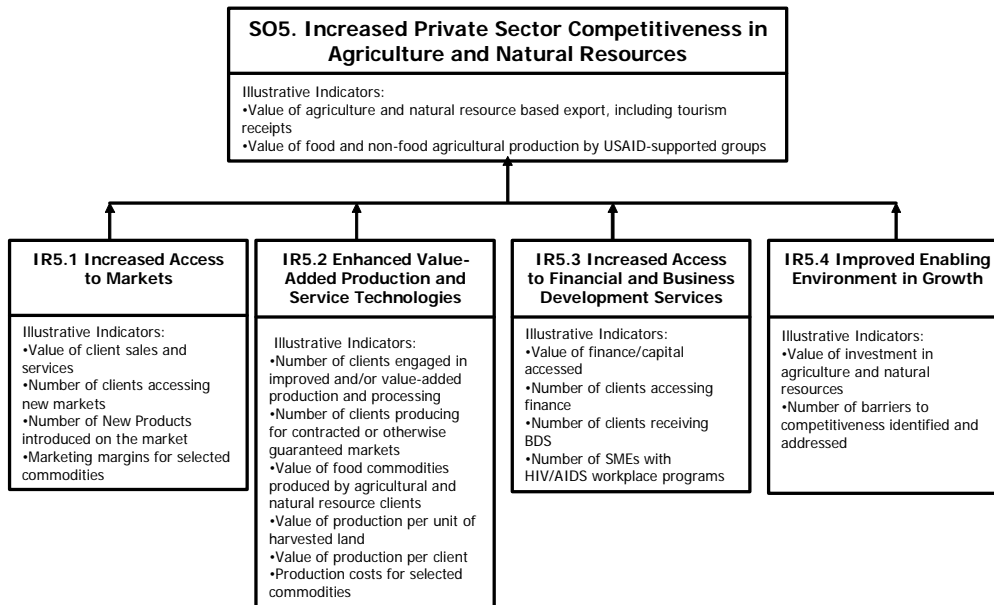 SO5. Increased Private Sector Competitiveness in
Agriculture and Natural Resources
Illustrative Indicators:
•Value of agriculture and natural resource based export, including tourism
receipts
•Value of food and non-food agricultural production by USAID-supported groups
IR5.1 Increased Access
to Markets
Illustrative Indicators:
•Value of client sales and
services
•Number of clients accessing
new markets
•Number of New Products
introduced on the market
•Marketing margins for selected
commodities
IR5.2 Enhanced Value-
Added Production and
Service Technologies
Illustrative Indicators:
•Number of clients engaged in
improved and/or value-added
production and processing
•Number of clients producing
for contracted or otherwise
guaranteed markets
•Value of food commodities
produced by agricultural and
natural resource clients
•Value of production per unit of
harvested land
•Value of production per client
•Production costs for selected
commodities
IR5.3 Increased Access
to Financial and Business
Development Services
Illustrative Indicators:
•Value of finance/capital
accessed
•Number of clients accessing
finance
•Number of clients receiving
BDS
•Number of SMEs with
HIV/AIDS workplace programs
IR5.4 Improved Enabling
Environment in Growth
Illustrative Indicators:
•Value of investment in
agriculture and natural
resources
•Number of barriers to
competitiveness identified and
addressed